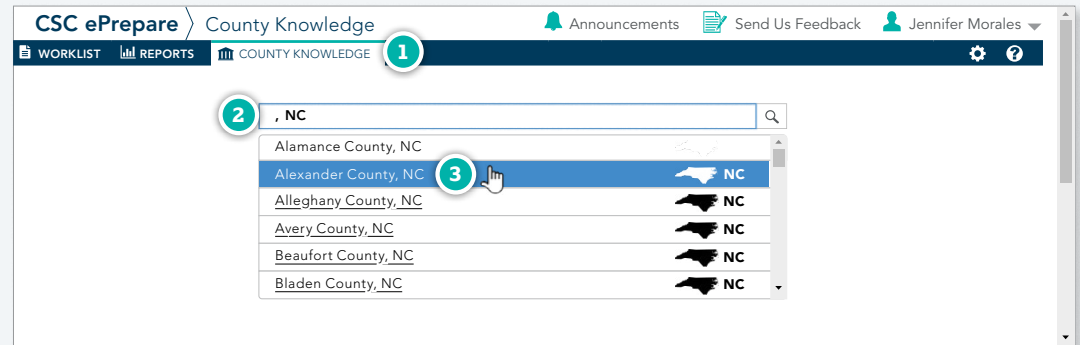 CSC ePrepare County Knowledge Announcements Send Us Feedback Jennifer Morales
WORKLIST REPORTS COUNTY KNOWLEDGE 1
2 , NC
Alamance County, NC
Alexander County, NC 3 NC
Alleghany County, NC NC
Avery County, NC NC
Beaufort County, NC NC
Bladen County, NC NC